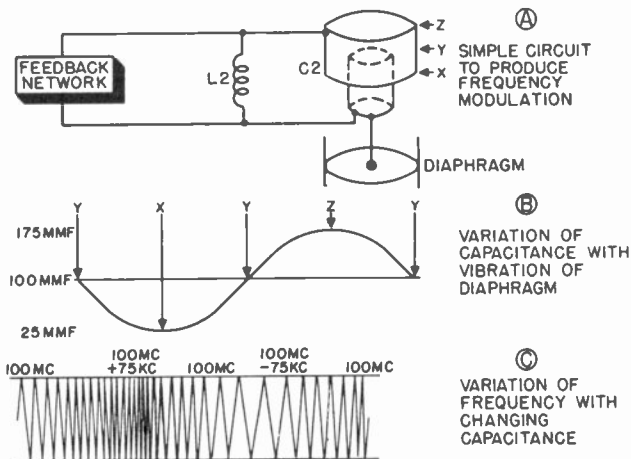 Z
Y
X
FEEDBACK
NETWORK
L2
C2
DIAPHRAGM
A
SIMPLE CIRCUIT
TO PRODUCE
FREQUENCY
MODULATION
Y X Y Z Y
175MMF
100MMF
25MMF
B
VARIATION OF
CAPACITANCE WITH
VIBRATION OF
DIAPHRAGM
100MC 100MC +75KC 100MC 100MC -75KC 100MC
C
VARIATION OF
FREQUENCY WITH
CHANGING
CAPACITANCE